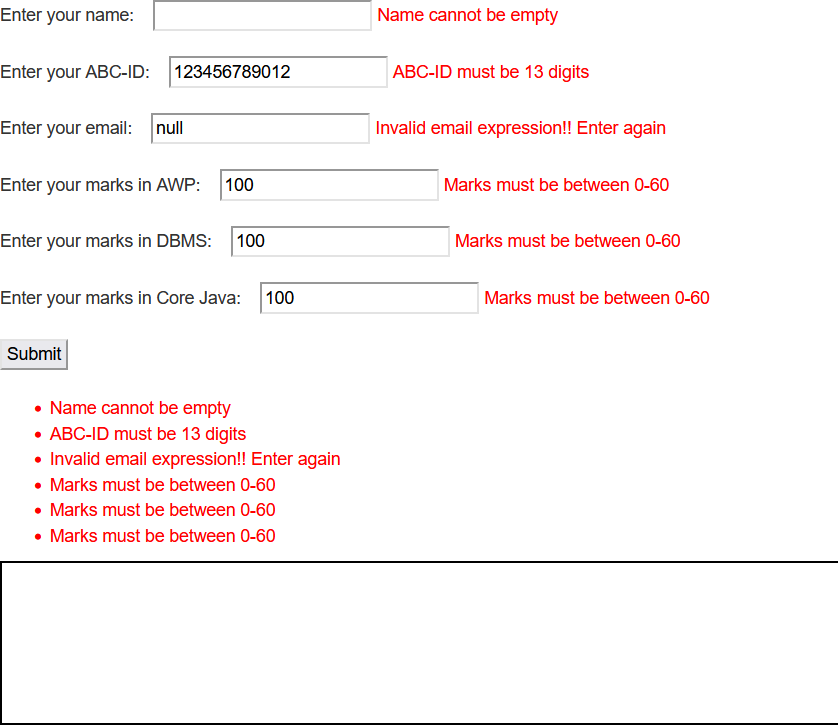 Enter your name: Name cannot be empty
Enter your ABC-ID: 123456789012 ABC-ID must be 13 digits
Enter your email: null Invalid email expression!! Enter again
Enter your marks in AWP: 100 Marks must be between 0-60
Enter your marks in DBMS: 100 Marks must be between 0-60
Enter your marks in Core Java: 100 Marks must be between 0-60
Submit
• Name cannot be empty
• ABC-ID must be 13 digits
• Invalid email expression!! Enter again
• Marks must be between 0-60
• Marks must be between 0-60
• Marks must be between 0-60